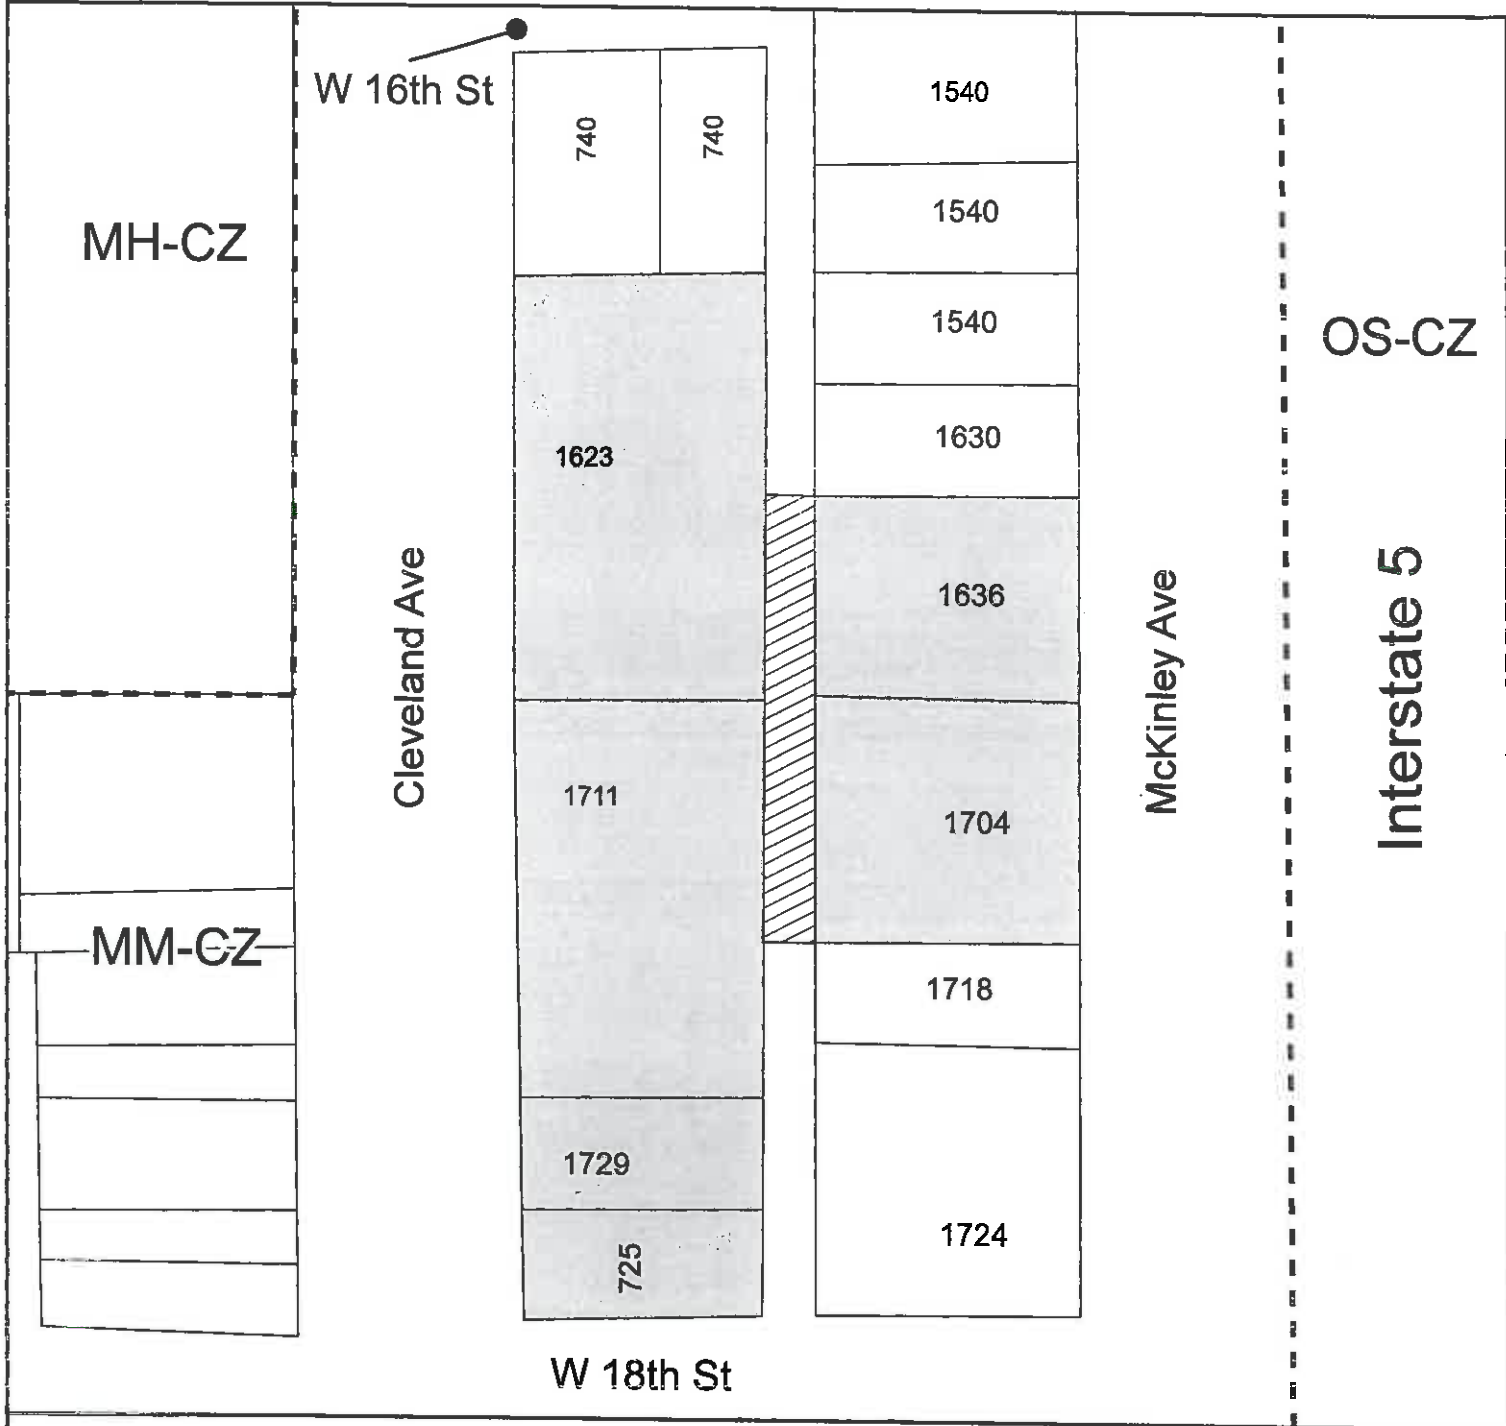 W 16th St
740
740
1540
MH-CZ
1540
1540
OS-CZ
1630
1623
1636
Cleveland Ave
McKinley Ave
Interstate 5
1711
1704
MM-CZ
1718
1729
1724
725
W 18th St